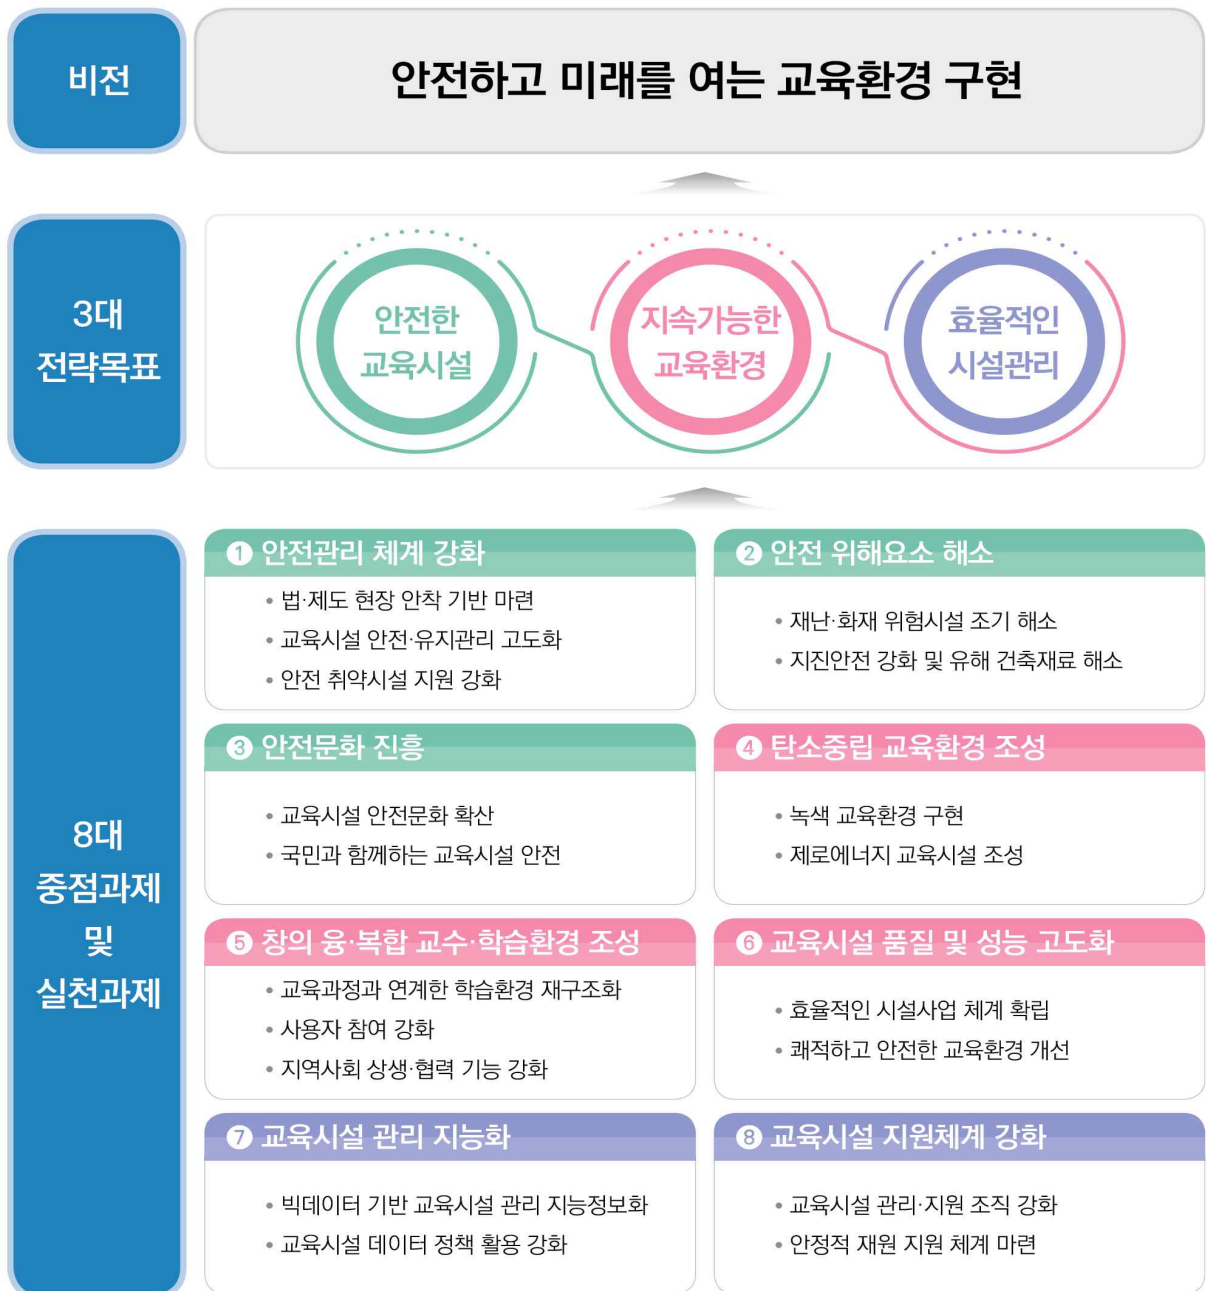 비전
안전하고 미래를 여는 교육환경 구현
3대
전략목표
안전한
교육시설
지속가능한
교육환경
효율적인
시설관리
8대
중점과제
및
실천과제
❶ 안전관리 체계 강화
• 법·제도 현장 안착 기반 마련
• 교육시설 안전·유지관리 고도화
• 안전 취약시설 지원 강화
❷ 안전 위해요소 해소
• 재난·화재 위험시설 조기 해소
• 지진안전 강화 및 유해 건축재료 해소
❸ 안전문화 진흥
• 교육시설 안전문화 확산
• 국민과 함께하는 교육시설 안전
❹ 탄소중립 교육환경 조성
• 녹색 교육환경 구현
• 제로에너지 교육시설 조성
❺ 창의 융·복합 교수·학습환경 조성
• 교육과정과 연계한 학습환경 재구조화
• 사용자 참여 강화
• 지역사회 상생·협력 기능 강화
❻ 교육시설 품질 및 성능 고도화
• 효율적인 시설사업 체계 확립
• 쾌적하고 안전한 교육환경 개선
❼ 교육시설 관리 지능화
• 빅데이터 기반 교육시설 관리 지능정보화
• 교육시설 데이터 정책 활용 강화
❽ 교육시설 지원체계 강화
• 교육시설 관리·지원 조직 강화
• 안정적 재원 지원 체계 마련